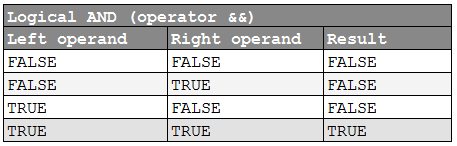 Logical AND (operator &&)
Left operand Right operand Result
FALSE FALSE FALSE
FALSE TRUE FALSE
TRUE FALSE FALSE
TRUE TRUE TRUE